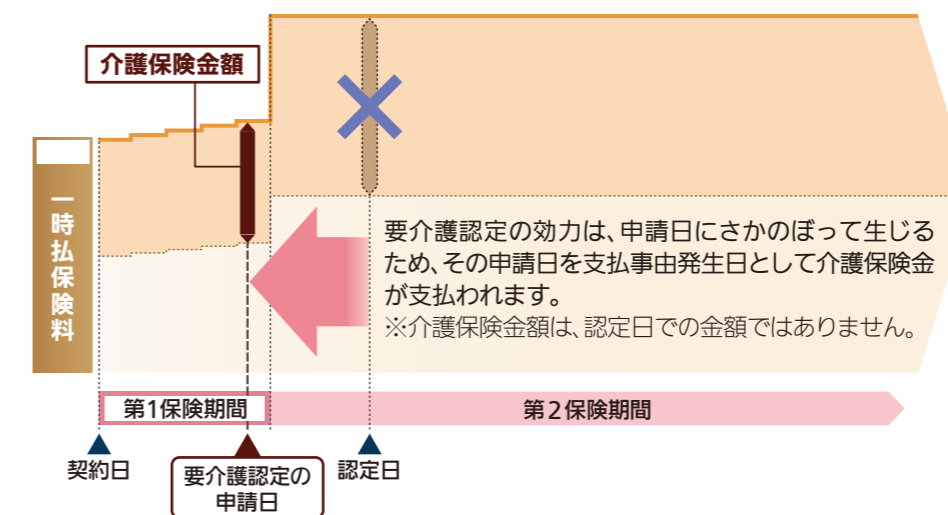 介護保険金額
一時払保険料
要介護認定の効力は、申請日にさかのぼって生じる
ため、その申請日を支払事由発生日として介護保険金
が支払われます。
※介護保険金額は、認定日での金額ではありません。
第1保険期間
第2保険期間
契約日
要介護認定の
申請日
認定日